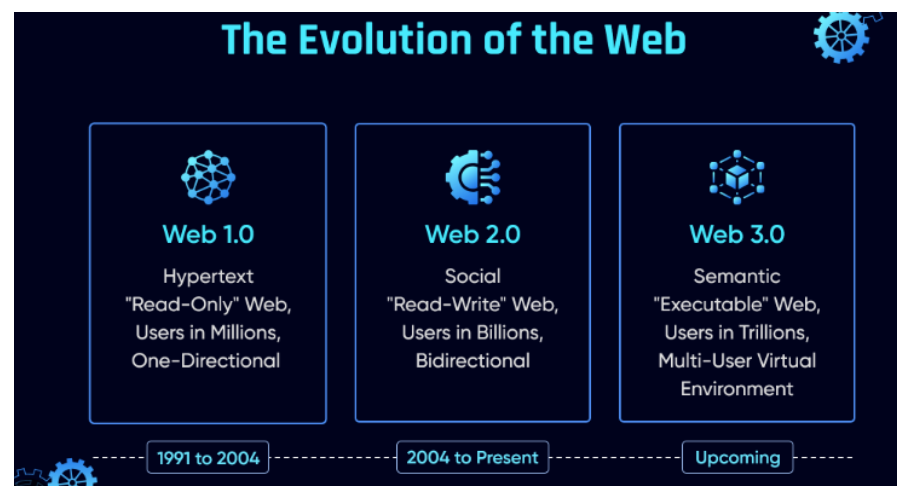 The Evolution of the Web
Web 1.0
Hypertext
"Read-Only" Web,
Users in Millions,
One-Directional
Web 2.0
Social
"Read-Write" Web,
Users in Billions,
Bidirectional
Web 3.0
Semantic
"Executable" Web,
Users in Trillions,
Multi-User Virtual
Environment
1991 to 2004
2004 to Present
Upcoming